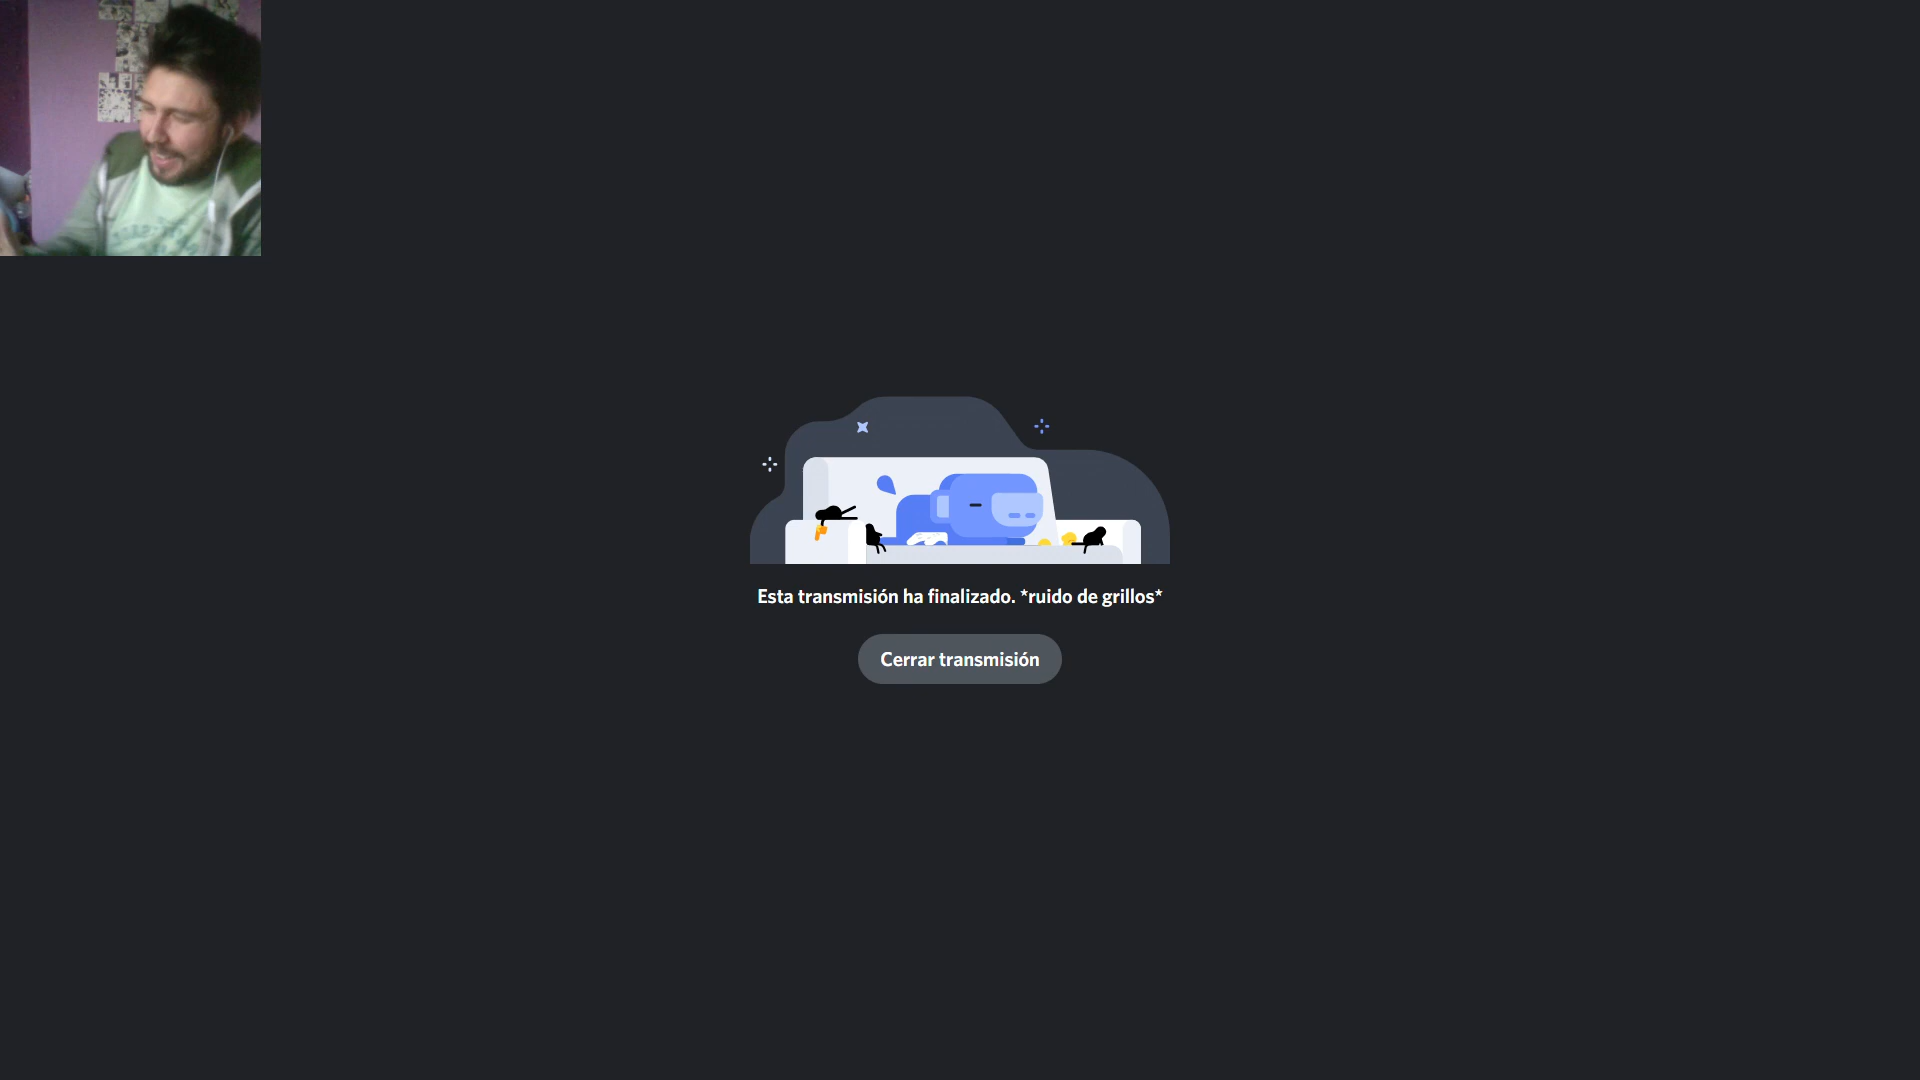 Esta transmisión ha finalizado. *ruido de grillos*
Cerrar transmisión